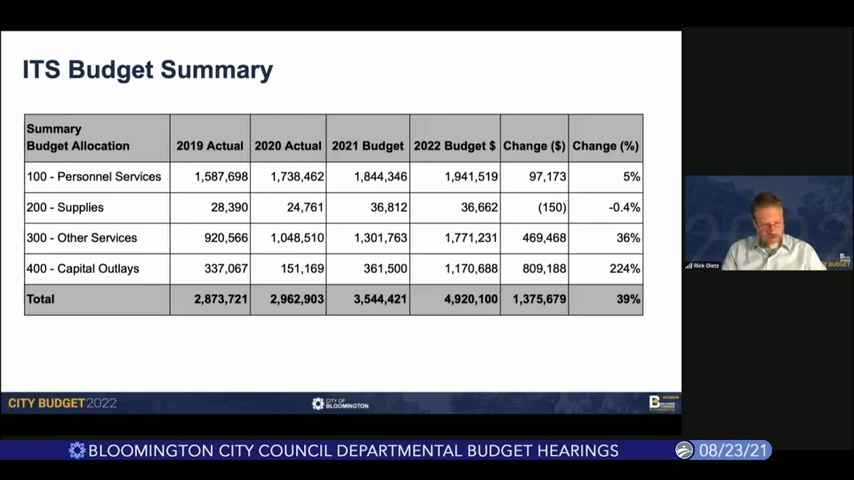 ITS Budget Summary
Summary
Budget Allocation 2019 Actual 2020 Actual 2021 Budget 2022 Budget $ Change ($) Change (%)
100 - Personnel Services 1,587,698 1,738,462 1,844,346 1,941,519 97,173 5%
200 - Supplies 28,390 24,761 36,812 36,662 (150) -0.4%
300 - Other Services 920,566 1,048,510 1,301,763 1,771,231 469,468 36%
400 - Capital Outlays 337,067 151,169 361,500 1,170,688 809,188 224%
Total 2,873,721 2,962,903 3,544,421 4,920,100 1,375,679 39%
Rick Dietz
CITY BUDGET 2022
CITY OF
BLOOMINGTON
BLOOMINGTON CITY COUNCIL DEPARTMENTAL BUDGET HEARINGS 08/23/21